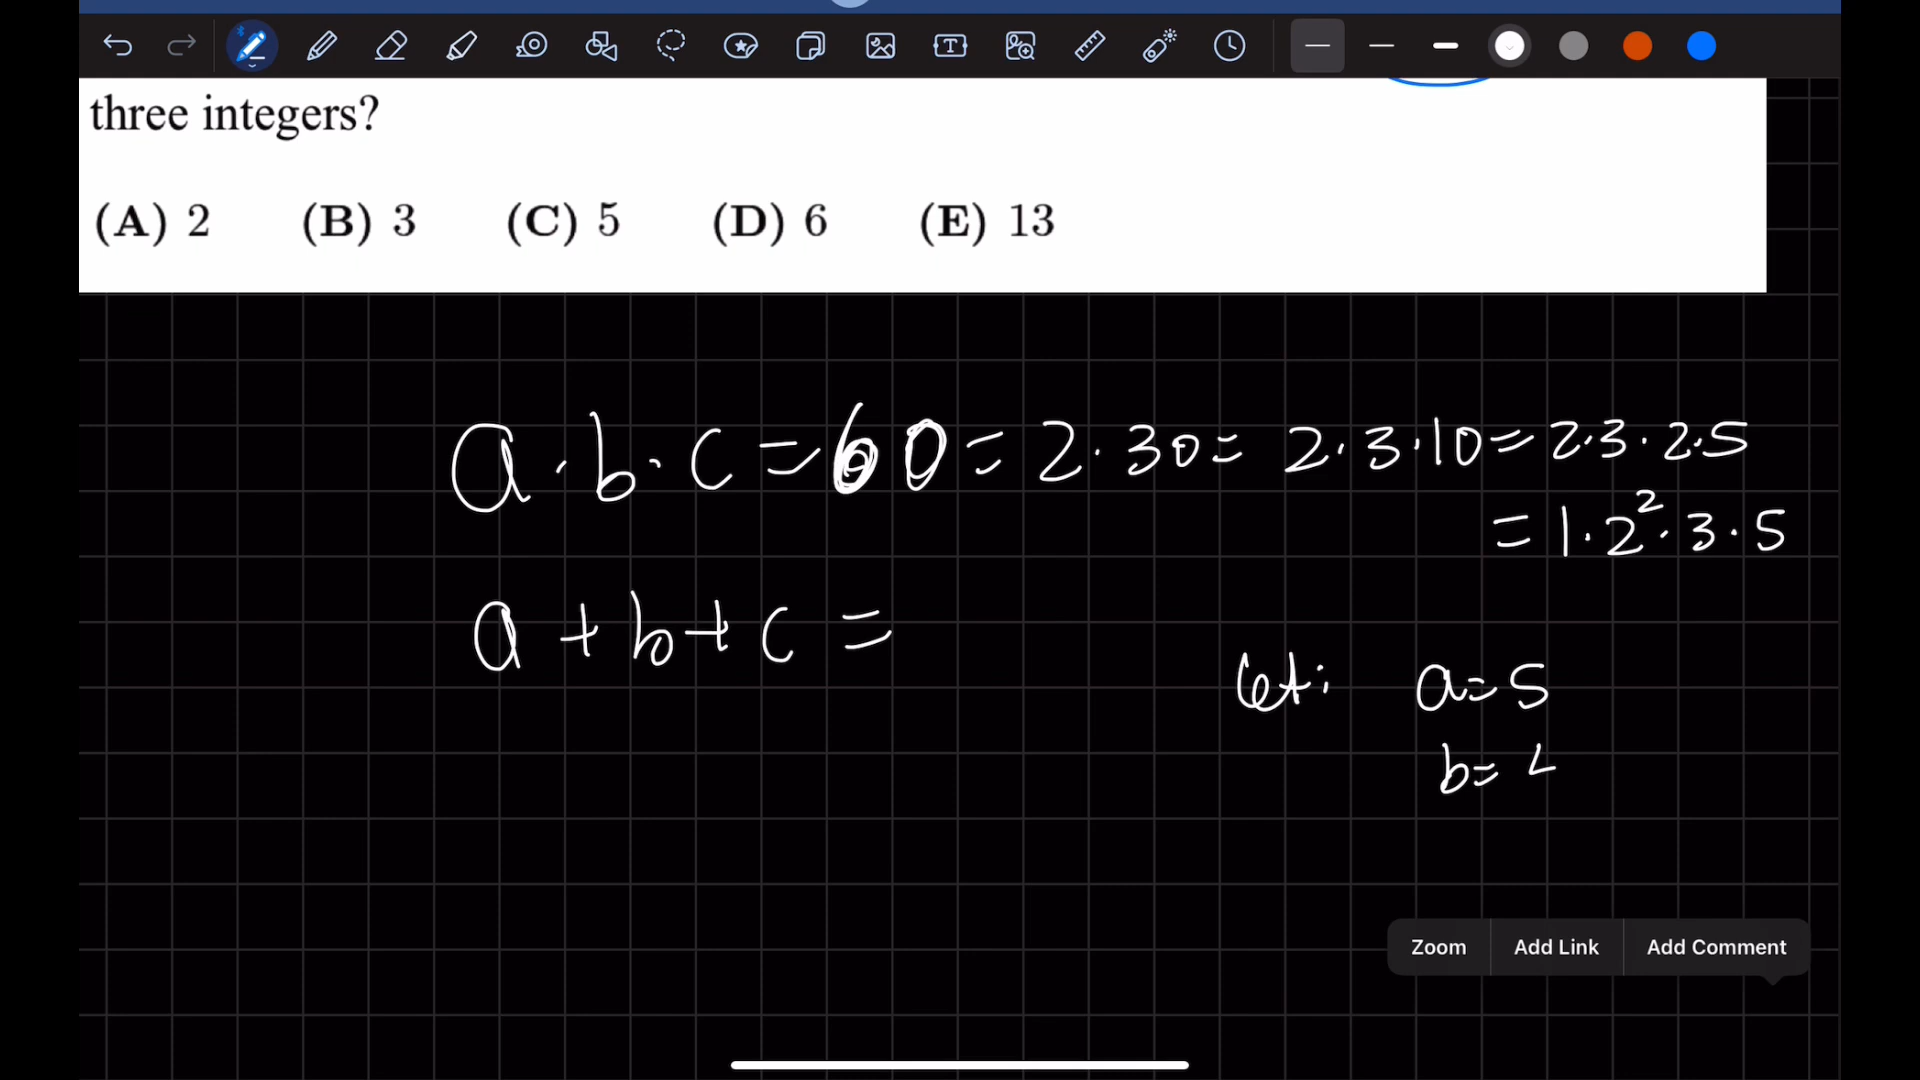 three integers?
(A) 2 (B) 3 (C) 5 (D) 6 (E) 13
a · b · c = 60 = 2 · 30 = 2 · 3 · 10 = 2 · 3 · 2 · 5
= 1 · 2² · 3 · 5
a + b + c =
let: a = 5
b = 4
Zoom Add Link Add Comment